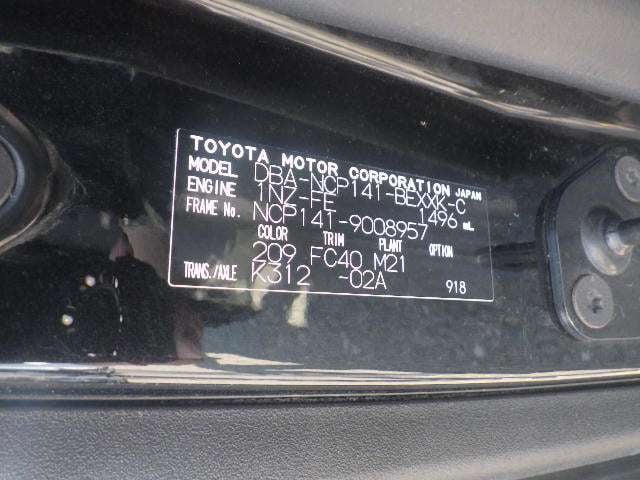 TOYOTA MOTOR CORPORATION JAPAN
MODEL DBA-NCP141-BEXXK-C
ENGINE 1NZ-FE 1496 mL
FRAME No. NCP141-9008957
COLOR TRIM PLANT OPTION
209 FC40 M21
TRANS./AXLE K312 -02A 918